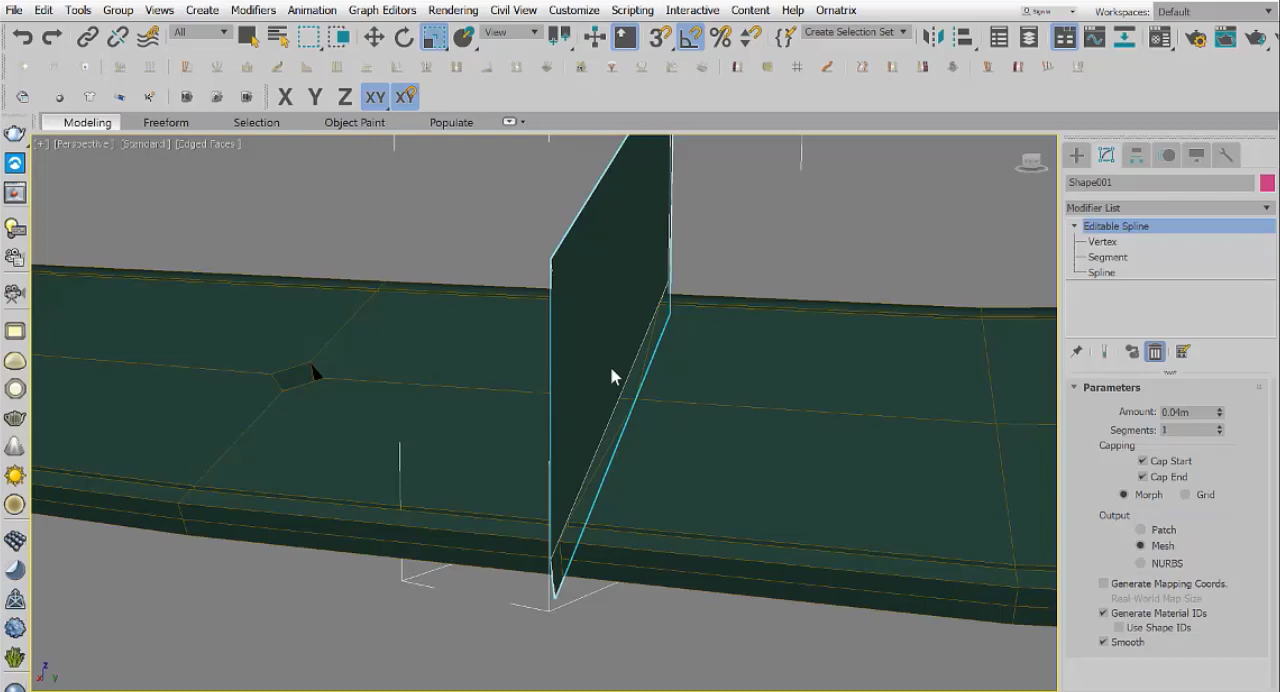 File Edit Tools Group Views Create Modifiers Animation Graph Editors Rendering Civil View Customize Scripting Interactive Content Help Ornatrix Sign In Workspaces: Default
All View Create Selection Set
X Y Z XY XY
Modeling Freeform Selection Object Paint Populate
[+] [Perspective] [Standard] [Edged Faces]
Shape001
Modifier List
Editable Spline
Vertex
Segment
Spline
Parameters
Amount: 0.04m
Segments: 1
Capping
Cap Start
Cap End
Morph Grid
Output
Patch
Mesh
NURBS
Generate Mapping Coords.
Real-World Map Size
Generate Material IDs
Use Shape IDs
Smooth
z
x y